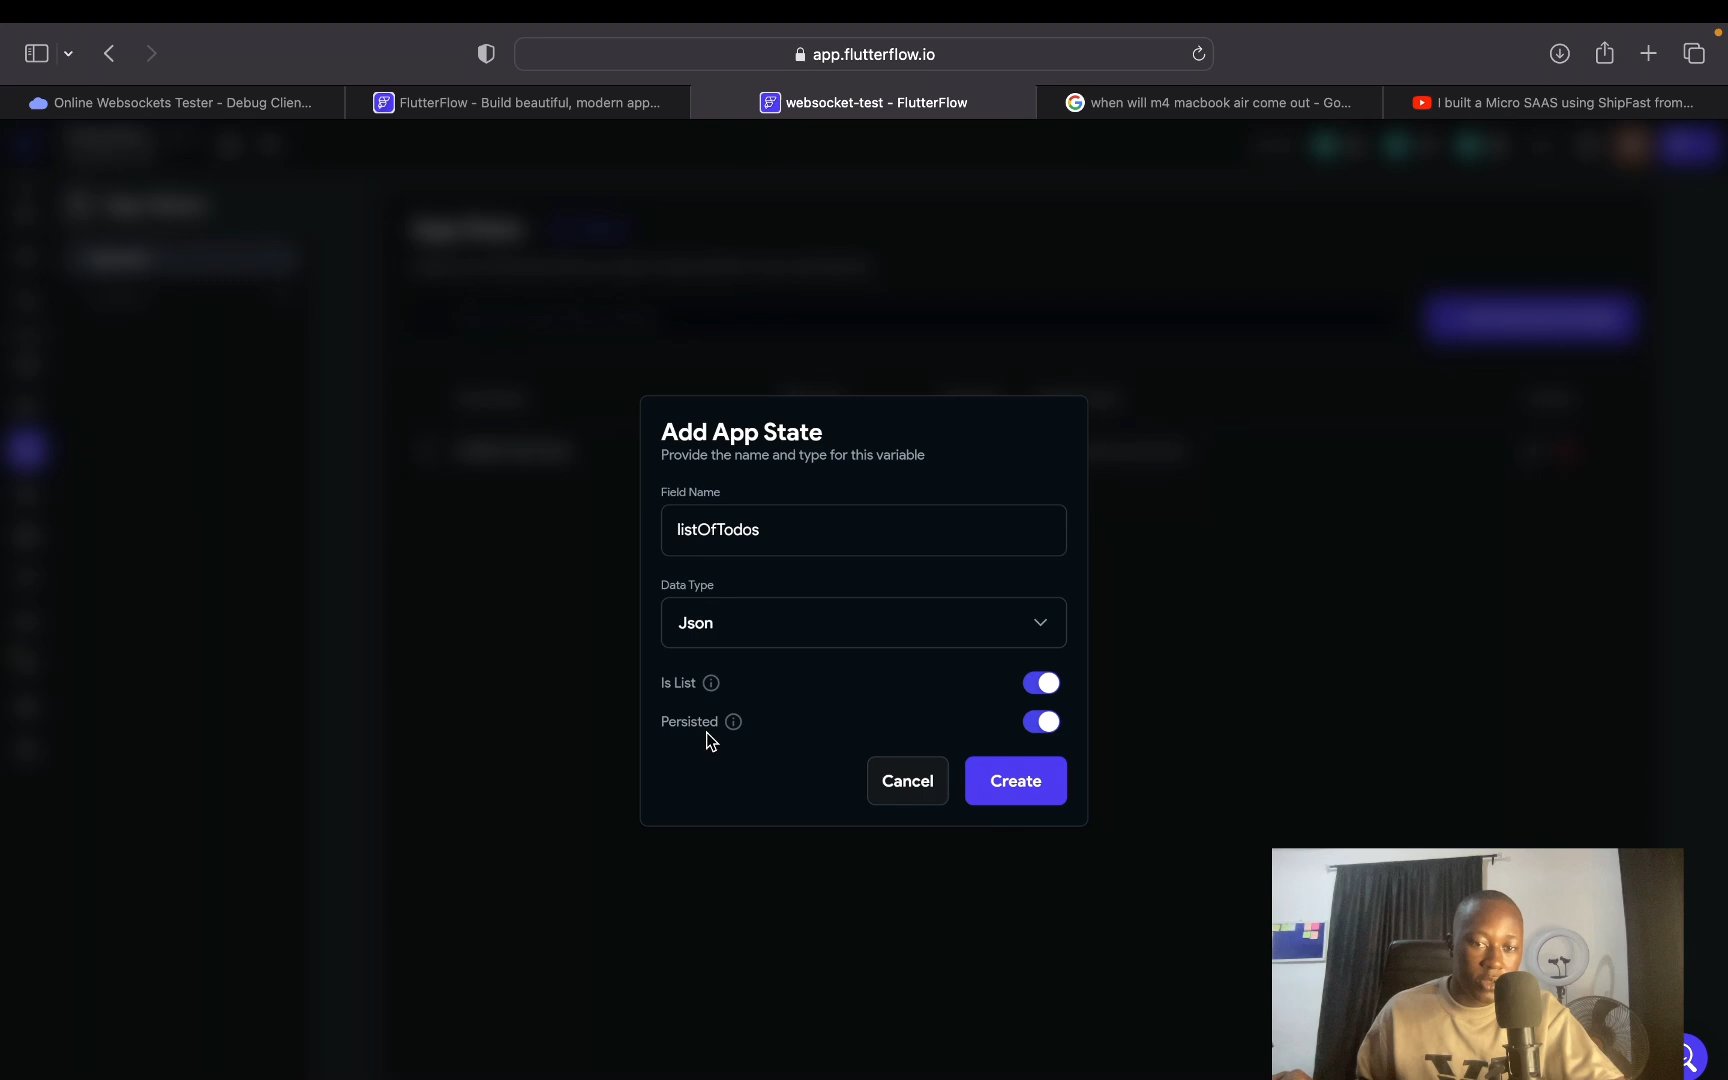 app.flutterflow.io
Online Websockets Tester - Debug Clien...
FlutterFlow - Build beautiful, modern app...
websocket-test - FlutterFlow
when will m4 macbook air come out - Go...
I built a Micro SAAS using ShipFast from...
Add App State
Provide the name and type for this variable
Field Name
listOfTodos
Data Type
Json
Is List
Persisted
Cancel
Create